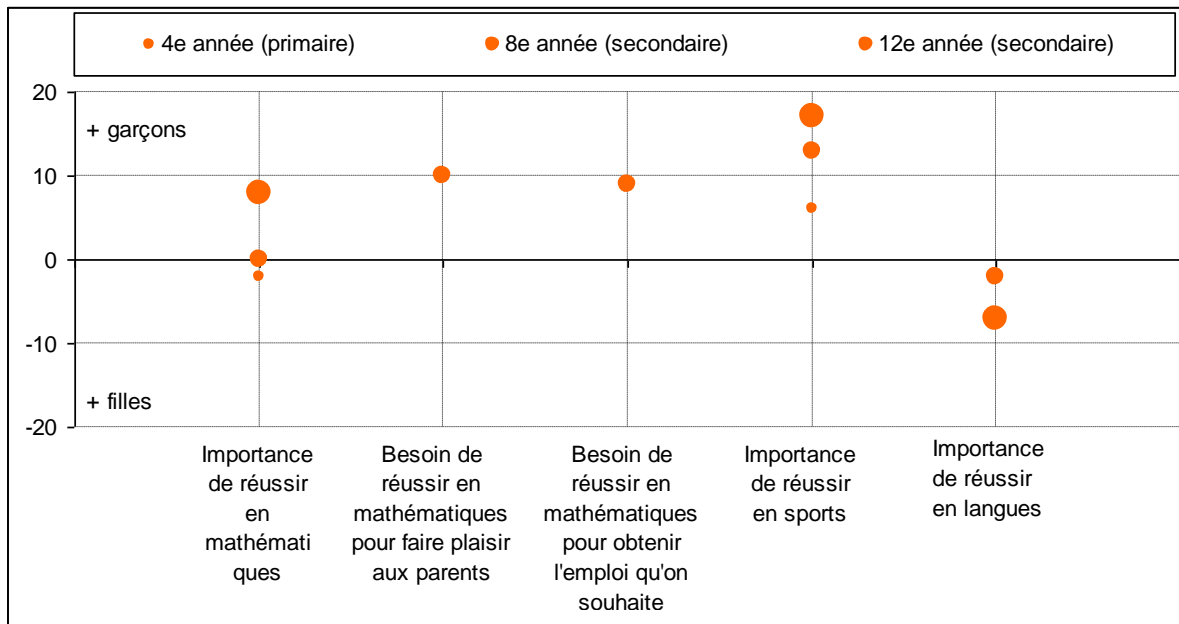 4e année (primaire)
8e année (secondaire)
12e année (secondaire)
20
+ garçons
10
0
-10
+ filles
-20
Importance
de réussir
en
mathémati
ques
Besoin de
réussir en
mathématiques
pour faire plaisir
aux parents
Besoin de
réussir en
mathématiques
pour obtenir
l'emploi qu'on
souhaite
Importance
de réussir
en sports
Importance
de réussir
en langues